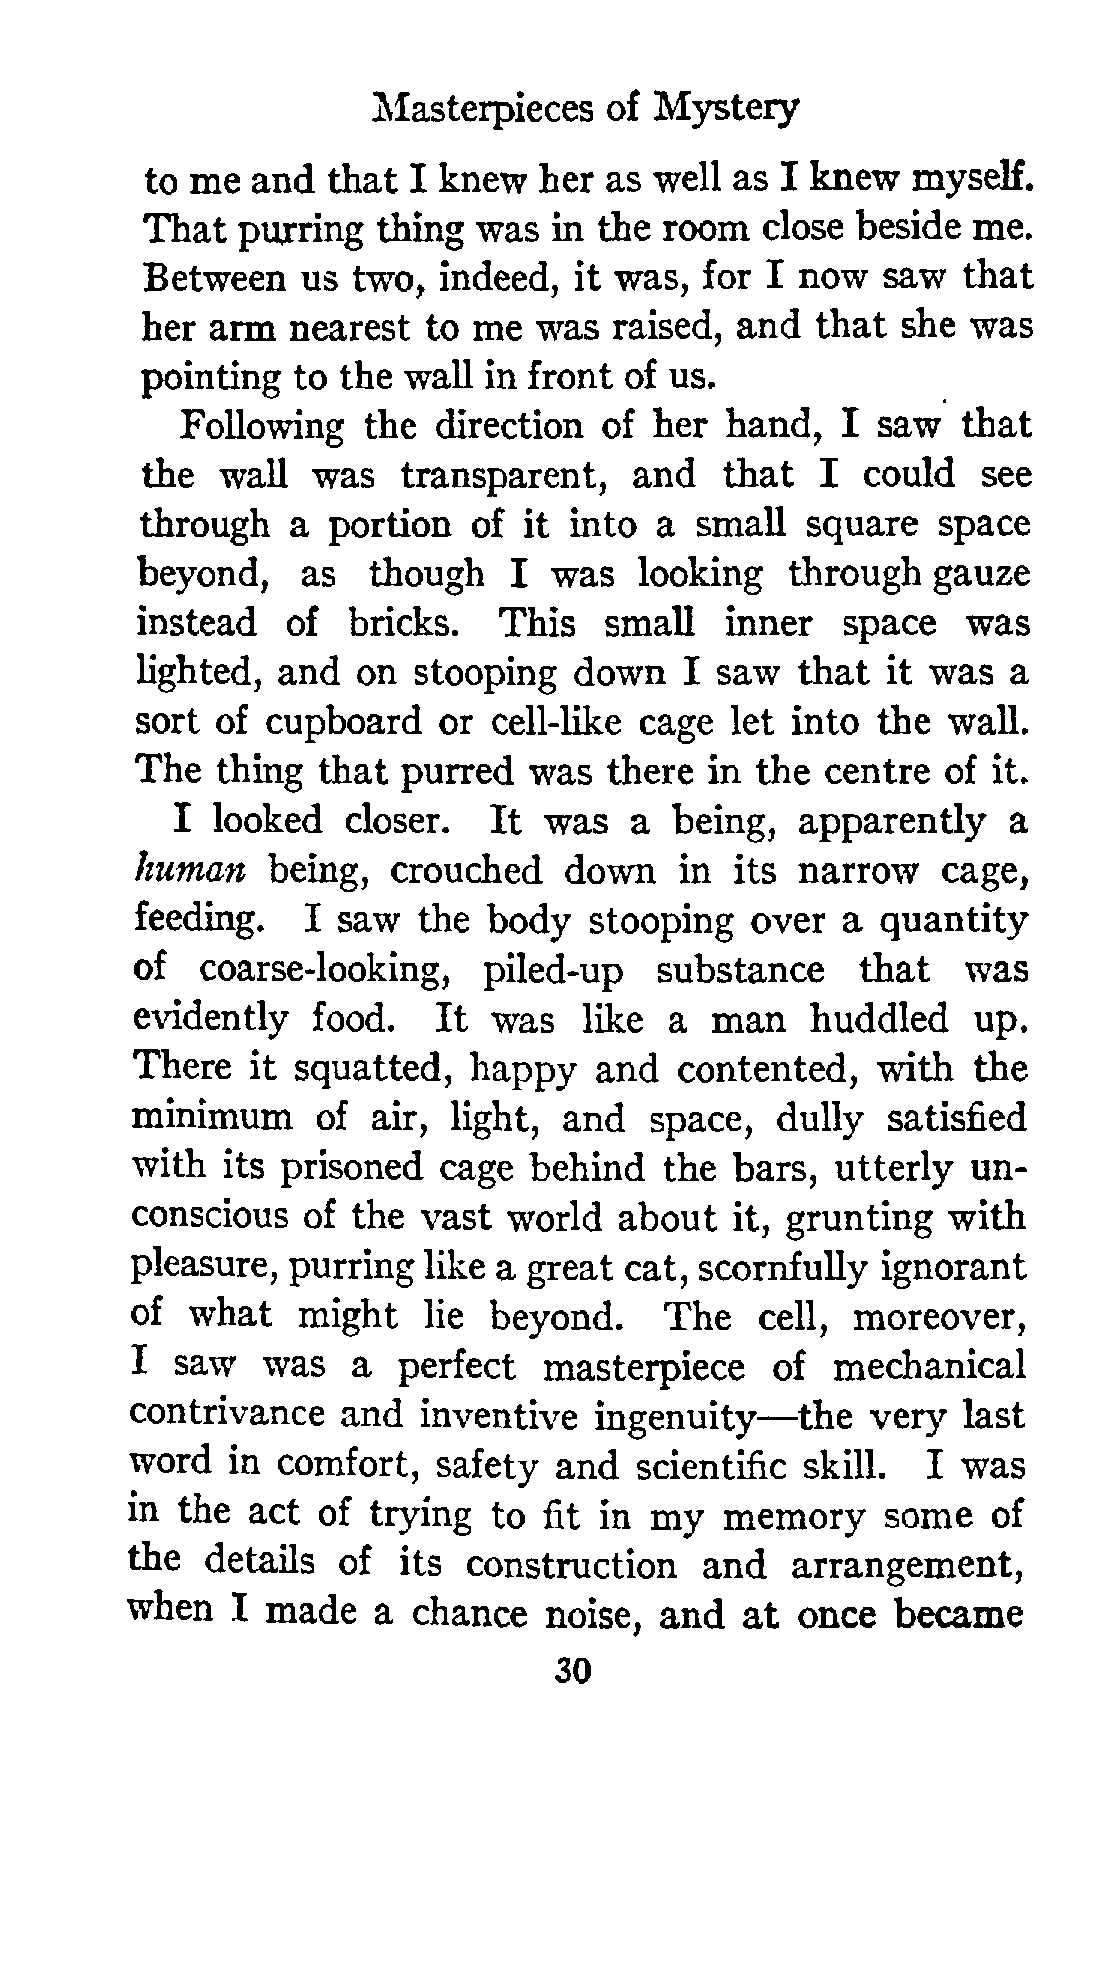 Masterpieces of Mystery
to me and that I knew her as well as I knew myself.
That purring thing was in the room close beside me.
Between us two, indeed, it was, for I now saw that
her arm nearest to me was raised, and that she was
pointing to the wall in front of us.
Following the direction of her hand, I saw that
the wall was transparent, and that I could see
through a portion of it into a small square space
beyond, as though I was looking through gauze
instead of bricks. This small inner space was
lighted, and on stooping down I saw that it was a
sort of cupboard or cell-like cage let into the wall.
The thing that purred was there in the centre of it.
I looked closer. It was a being, apparently a
human being, crouched down in its narrow cage,
feeding. I saw the body stooping over a quantity
of coarse-looking, piled-up substance that was
evidently food. It was like a man huddled up.
There it squatted, happy and contented, with the
minimum of air, light, and space, dully satisfied
with its prisoned cage behind the bars, utterly un-
conscious of the vast world about it, grunting with
pleasure, purring like a great cat, scornfully ignorant
of what might lie beyond. The cell, moreover,
I saw was a perfect masterpiece of mechanical
contrivance and inventive ingenuity—the very last
word in comfort, safety and scientific skill. I was
in the act of trying to fit in my memory some of
the details of its construction and arrangement,
when I made a chance noise, and at once became
30